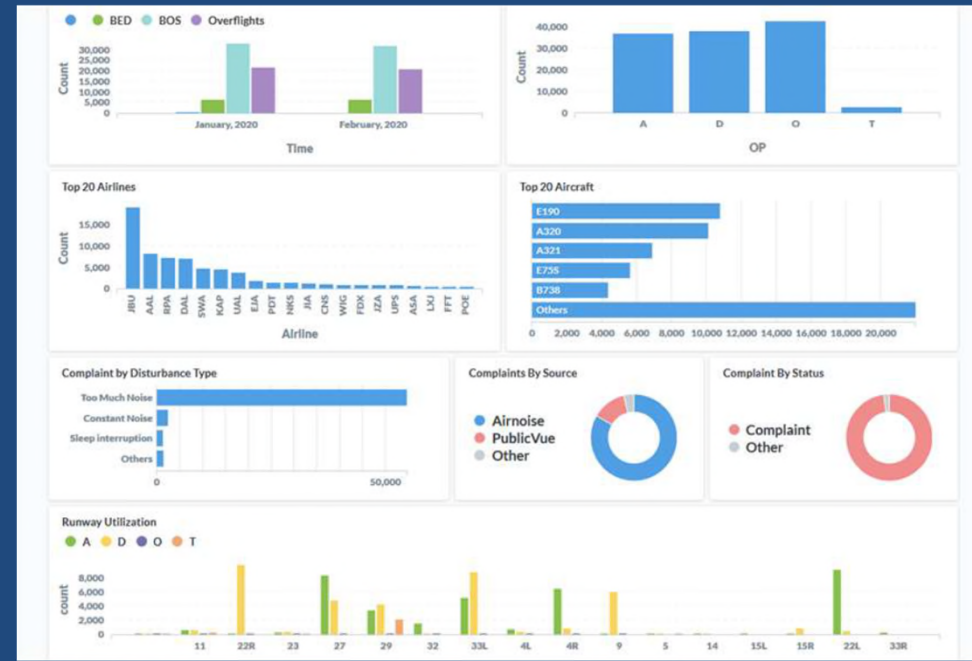 BED BOS Overflights
30,000
25,000
20,000
15,000
10,000
5,000
0
Count
January, 2020 February, 2020
Time
40,000
30,000
20,000
10,000
0
Count
A D O T
OP
Top 20 Airlines
15,000
10,000
5,000
0
Count
JBU AAL RPA DAL SWA KAP UAL EJA PDT NKS JIA CNS WIG FDX JZA UPS ASA LXJ FFT POE
Airline
Top 20 Aircraft
E190
A320
A321
E75S
B738
Others
0 2,000 4,000 6,000 8,000 10,000 12,000 14,000 16,000 18,000 20,000
Complaint by Disturbance Type
Too Much Noise
Constant Noise
Sleep interruption
Others
0 50,000
Complaints By Source
Airnoise
PublicVue
Other
Complaint By Status
Complaint
Other
Runway Utilization
A D O T
8,000
6,000
4,000
2,000
0
count
11 22R 23 27 29 32 33L 4L 4R 9 5 14 15L 15R 22L 33R